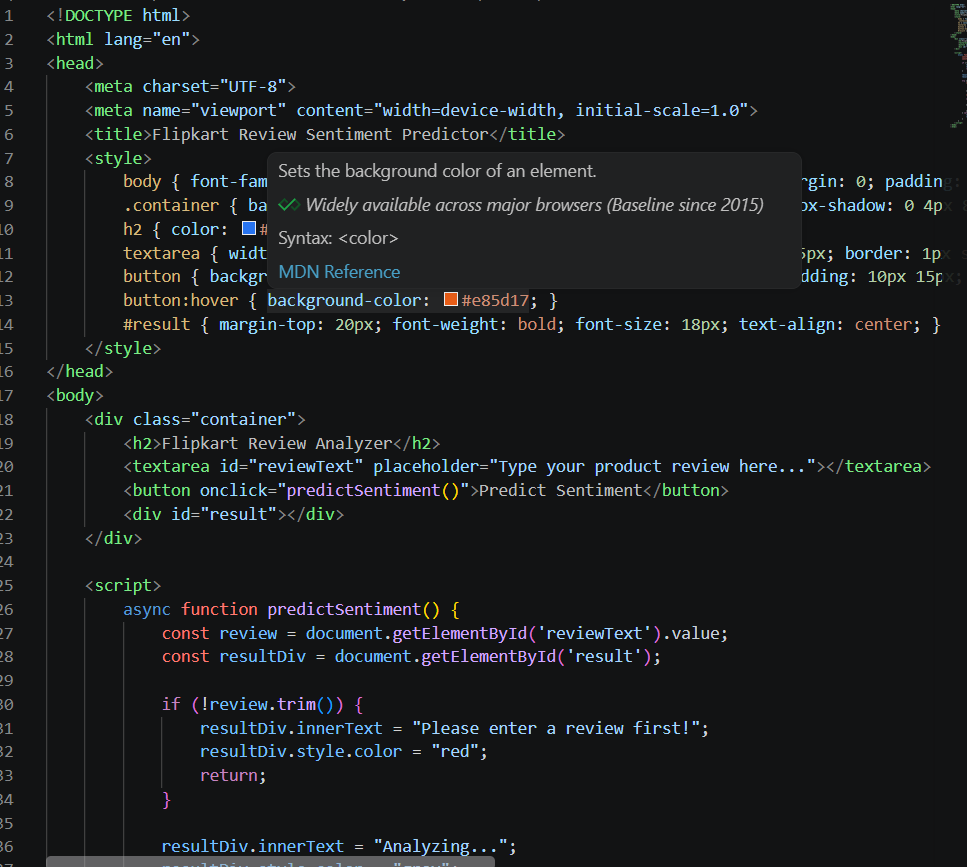 1 <!DOCTYPE html>
2 <html lang="en">
3 <head>
4 <meta charset="UTF-8">
5 <meta name="viewport" content="width=device-width, initial-scale=1.0">
6 <title>Flipkart Review Sentiment Predictor</title>
7 <style>
Sets the background color of an element.
8 body { font-fam rgin: 0; padding:
9 .container { ba Widely available across major browsers (Baseline since 2015) ox-shadow: 0 4px
10 h2 { color: #
Syntax: <color>
11 textarea { widt 5px; border: 1px
12 button { backgr MDN Reference dding: 10px 15px;
13 button:hover { background-color: #e85d17; }
14 #result { margin-top: 20px; font-weight: bold; font-size: 18px; text-align: center; }
15 </style>
16 </head>
17 <body>
18 <div class="container">
19 <h2>Flipkart Review Analyzer</h2>
20 <textarea id="reviewText" placeholder="Type your product review here..."></textarea>
21 <button onclick="predictSentiment()">Predict Sentiment</button>
22 <div id="result"></div>
23 </div>
24
25 <script>
26 async function predictSentiment() {
27 const review = document.getElementById('reviewText').value;
28 const resultDiv = document.getElementById('result');
29
30 if (!review.trim()) {
31 resultDiv.innerText = "Please enter a review first!";
32 resultDiv.style.color = "red";
33 return;
34 }
35
36 resultDiv.innerText = "Analyzing...";